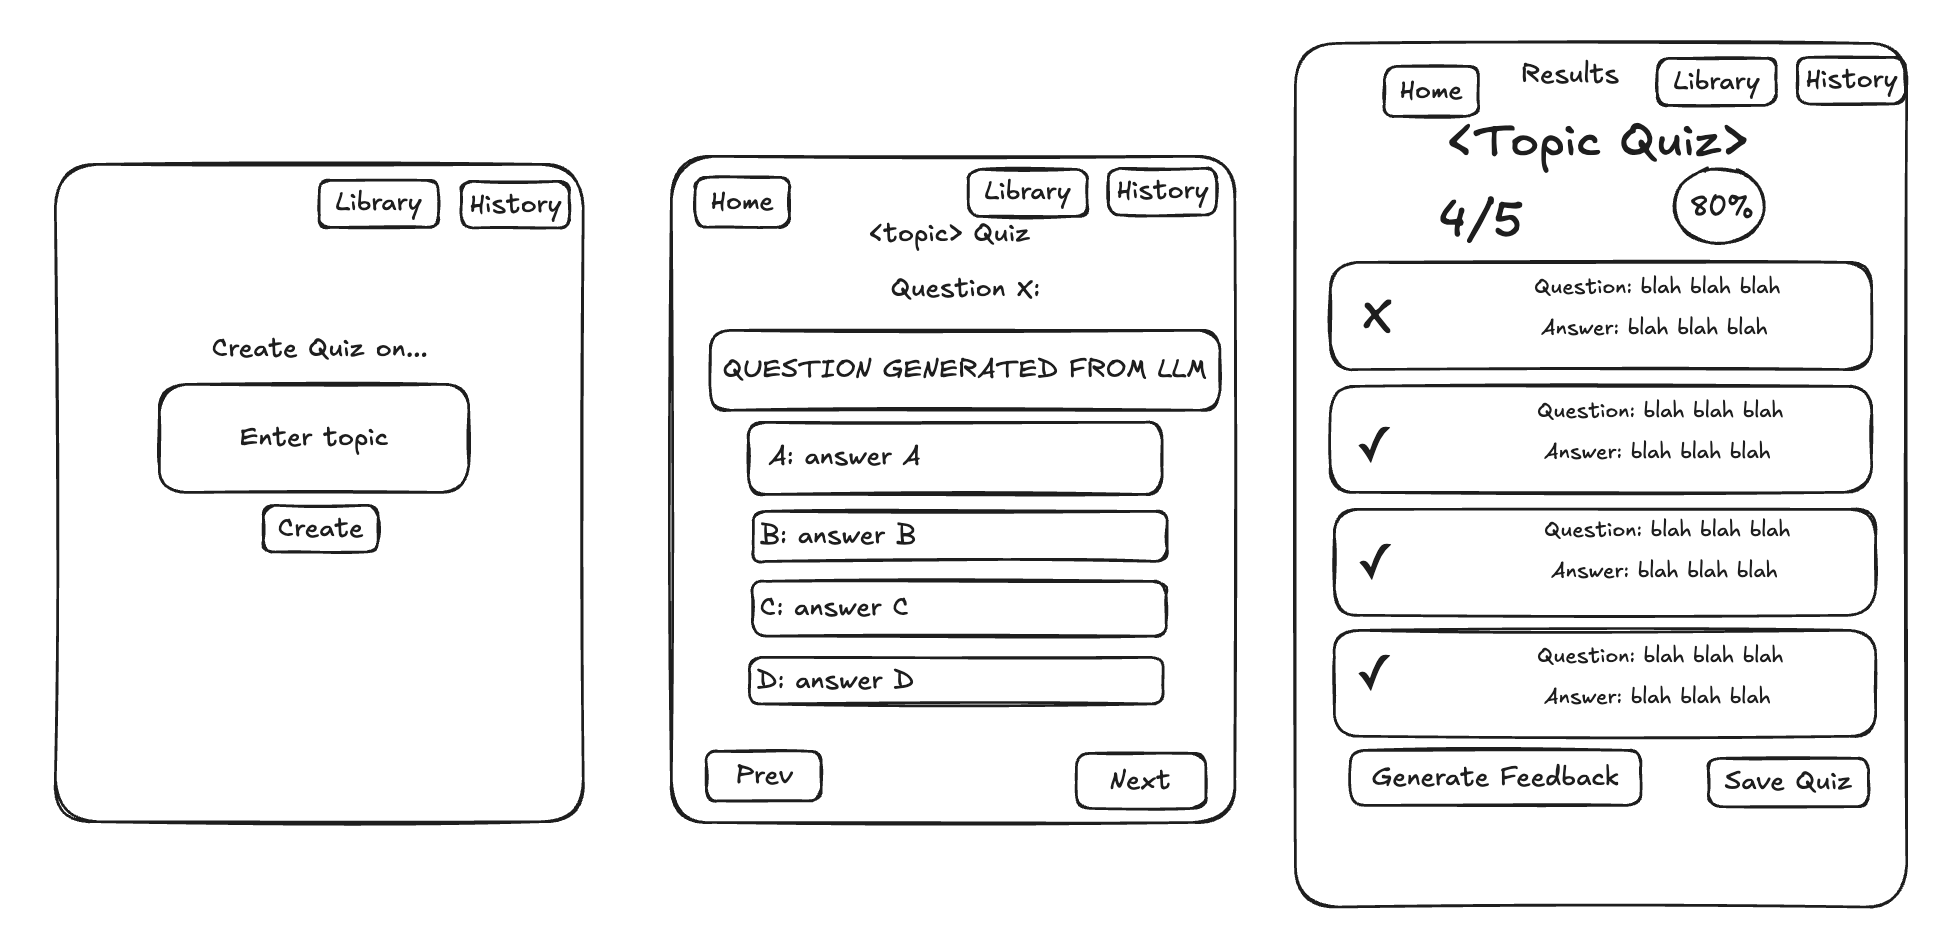 Library History
Create Quiz on...
Enter topic
Create
Home Library History
<topic> Quiz
Question X:
QUESTION GENERATED FROM LLM
A: answer A
B: answer B
C: answer C
D: answer D
Prev Next
Home Results Library History
<Topic Quiz>
4/5 80%
X Question: blah blah blah
Answer: blah blah blah
✓ Question: blah blah blah
Answer: blah blah blah
✓ Question: blah blah blah
Answer: blah blah blah
✓ Question: blah blah blah
Answer: blah blah blah
Generate Feedback Save Quiz